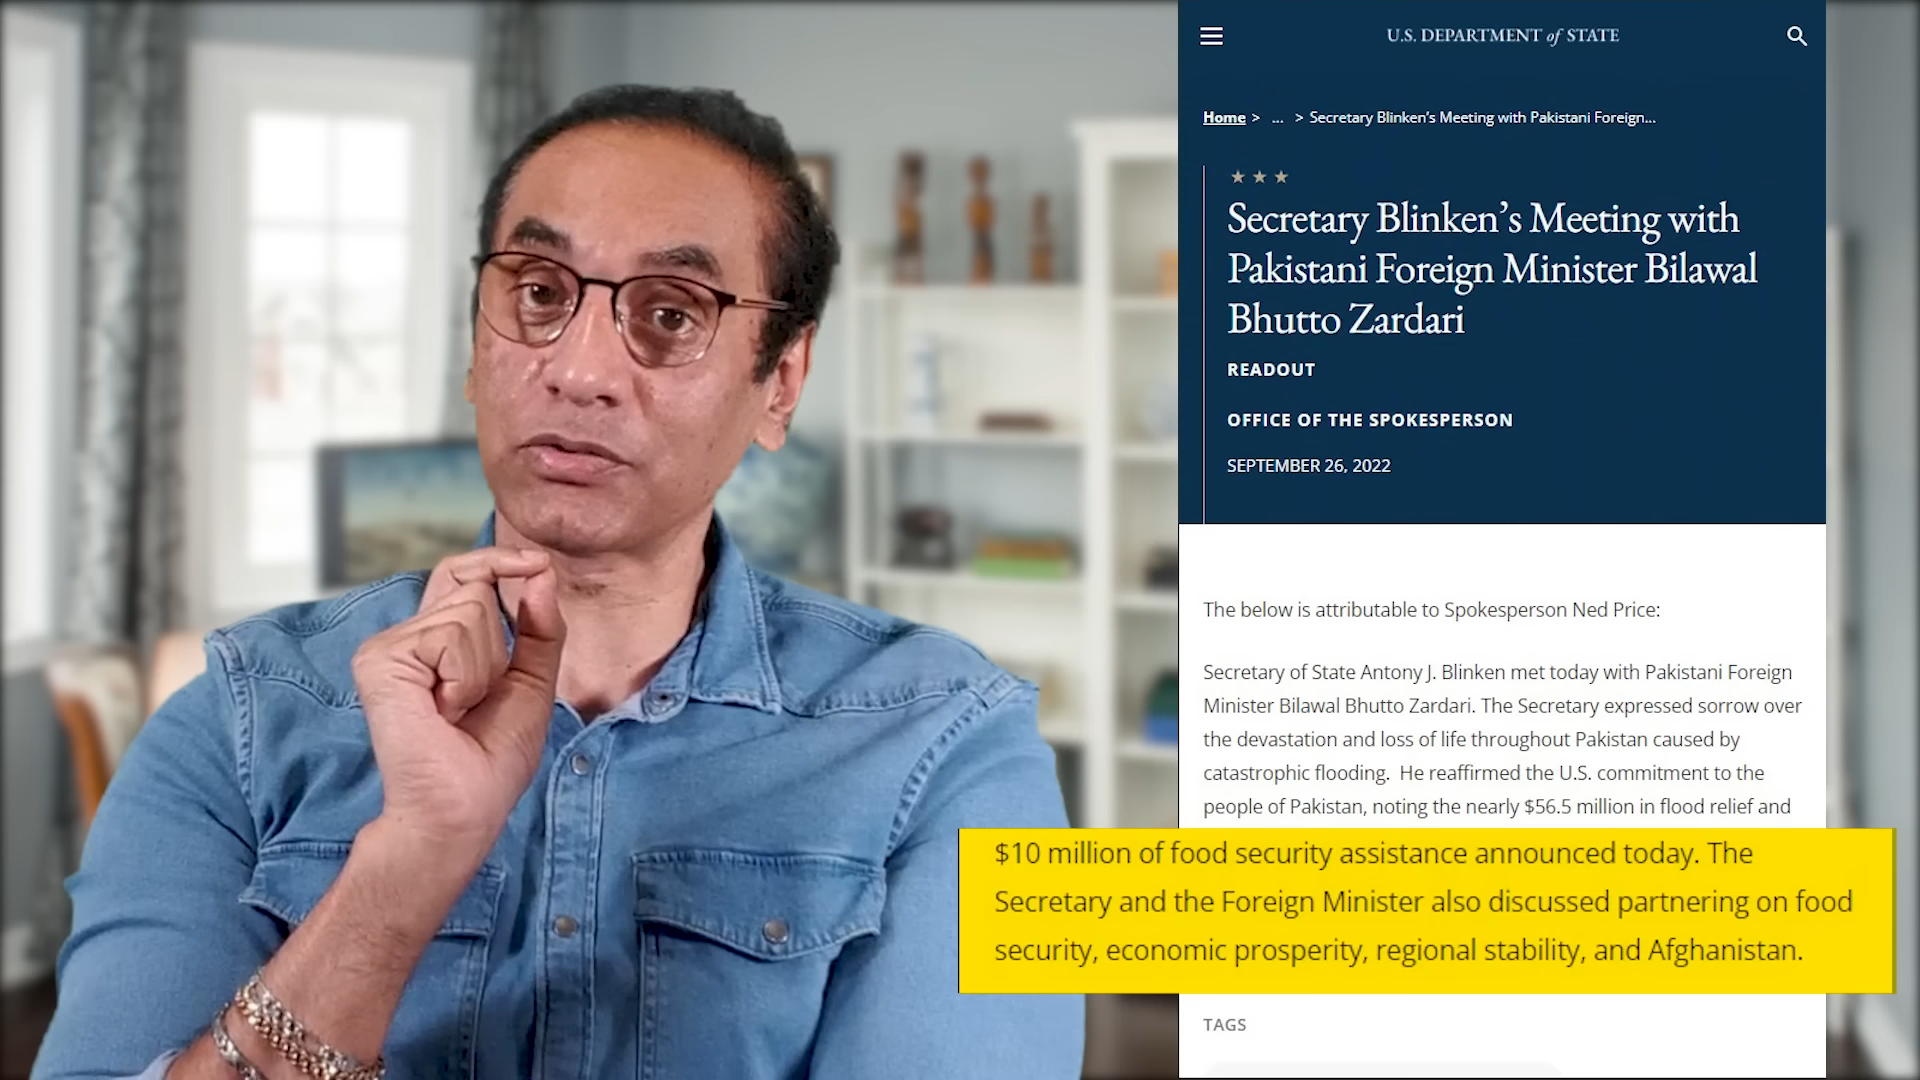 U.S. DEPARTMENT of STATE
Home > ... > Secretary Blinken’s Meeting with Pakistani Foreign...
Secretary Blinken’s Meeting with
Pakistani Foreign Minister Bilawal
Bhutto Zardari
READOUT
OFFICE OF THE SPOKESPERSON
SEPTEMBER 26, 2022
The below is attributable to Spokesperson Ned Price:
Secretary of State Antony J. Blinken met today with Pakistani Foreign
Minister Bilawal Bhutto Zardari. The Secretary expressed sorrow over
the devastation and loss of life throughout Pakistan caused by
catastrophic flooding.  He reaffirmed the U.S. commitment to the
people of Pakistan, noting the nearly $56.5 million in flood relief and
$10 million of food security assistance announced today. The
Secretary and the Foreign Minister also discussed partnering on food
security, economic prosperity, regional stability, and Afghanistan.
TAGS